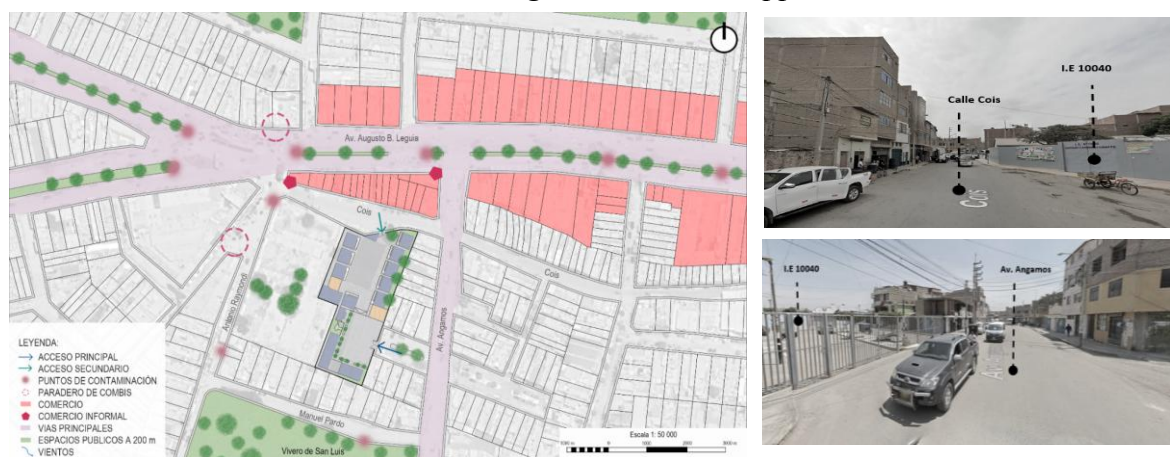 Av. Augusto B. Leguia
Cois
Cois
Antonio Raymondi
Av. Angamos
Manuel Pardo
Vivero de San Luis
LEYENDA:
ACCESO PRINCIPAL
ACCESO SECUNDARIO
PUNTOS DE CONTAMINACIÓN
PARADERO DE COMBIS
COMERCIO
COMERCIO INFORMAL
VIAS PRINCIPALES
ESPACIOS PUBLICOS A 200 m
VIENTOS
Escala 1: 50 000
I.E 10040
Calle Cois
Cois
I.E 10040
Av. Angamos